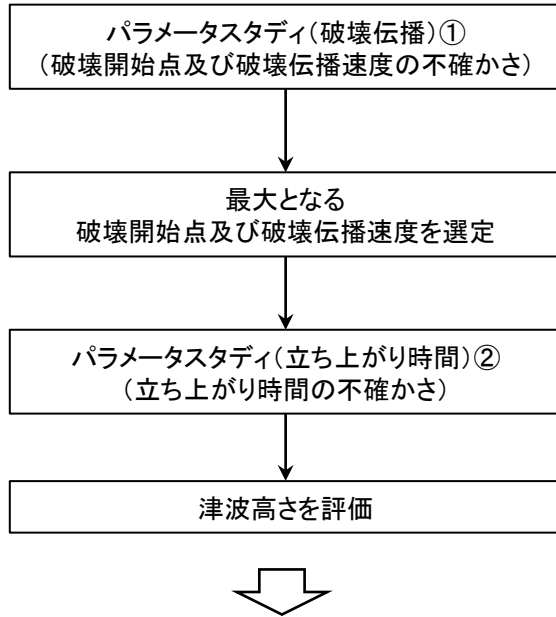 パラメータスタディ(破壊伝播)①
(破壊開始点及び破壊伝播速度の不確かさ)
最大となる
破壊開始点及び破壊伝播速度を選定
パラメータスタディ(立ち上がり時間)②
(立ち上がり時間の不確かさ)
津波高さを評価